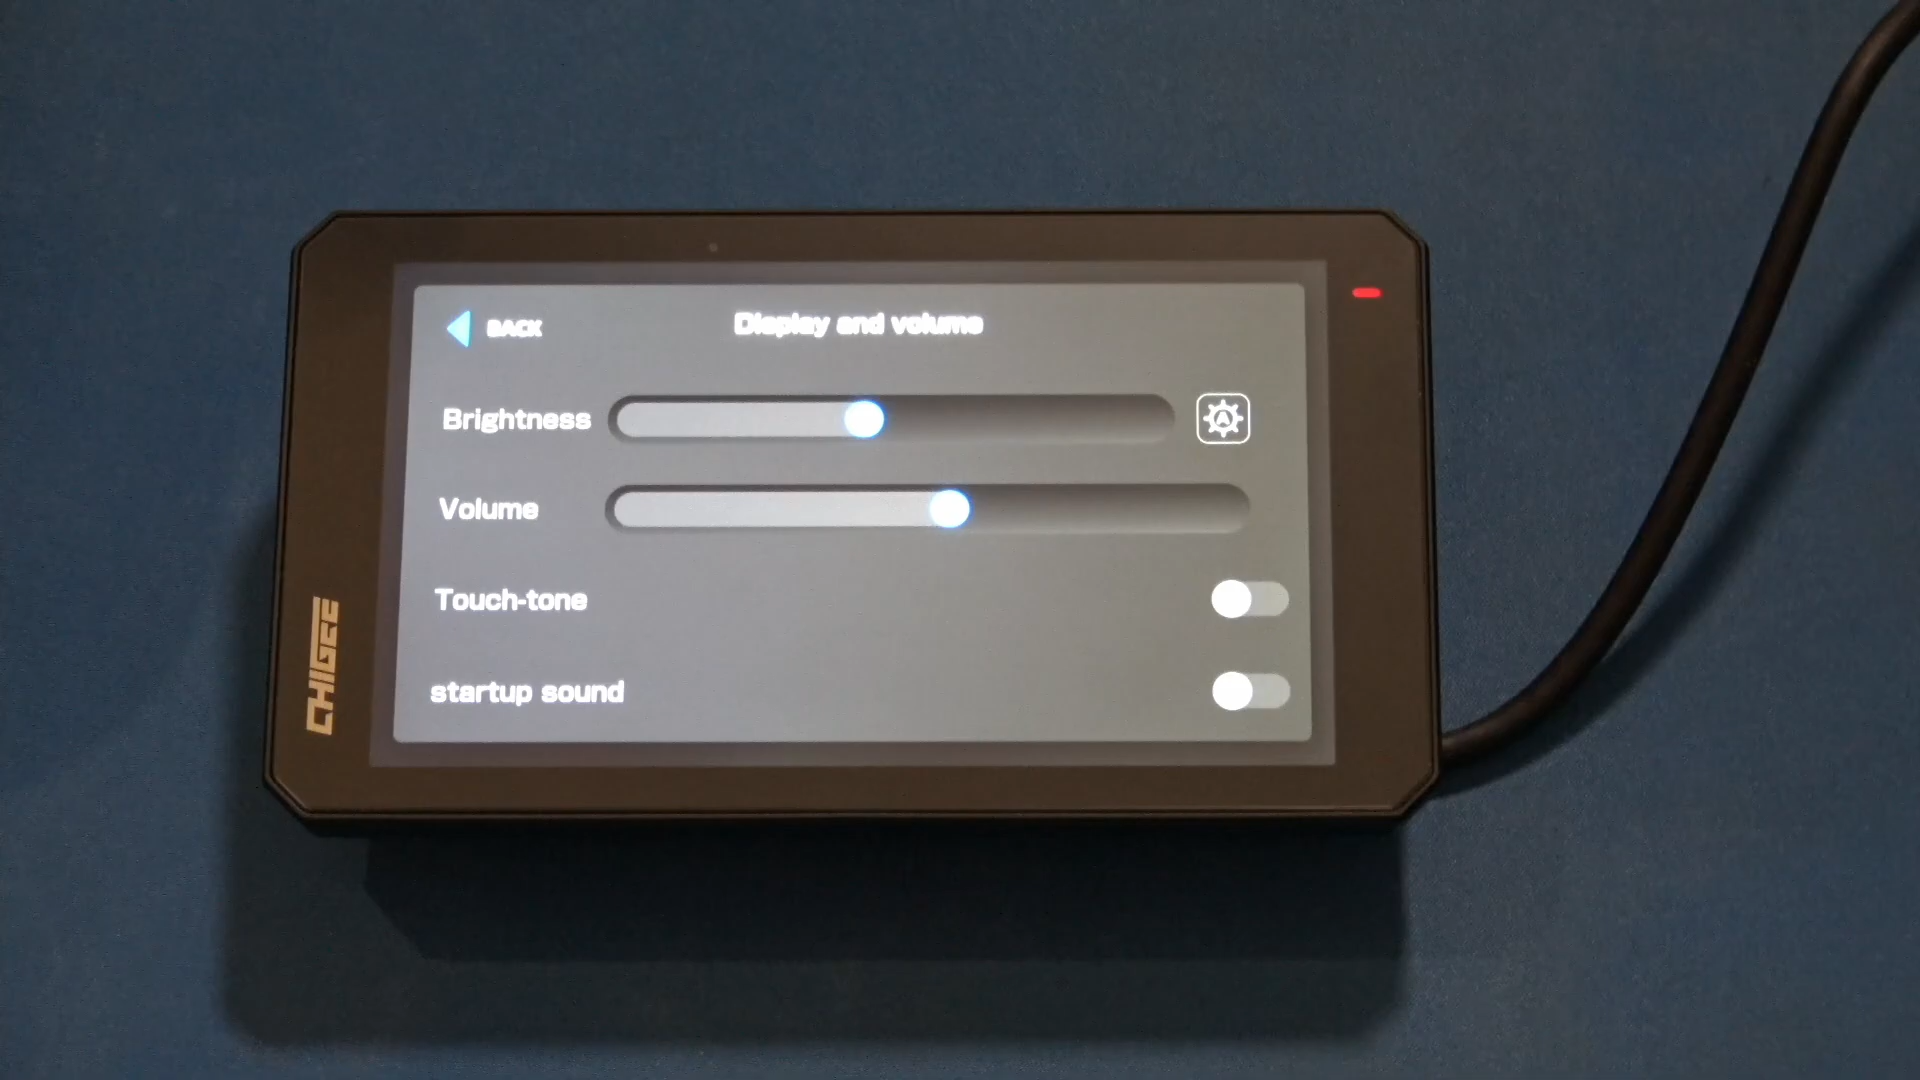 BACK
Display and volume
Brightness
A
Volume
Touch-tone
startup sound
CHIGEE